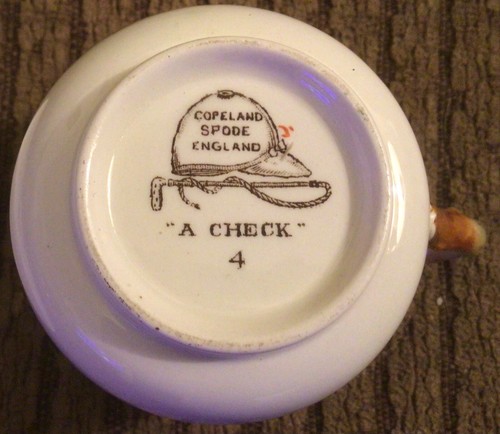 COPELAND
SPODE
ENGLAND
"A CHECK"
4